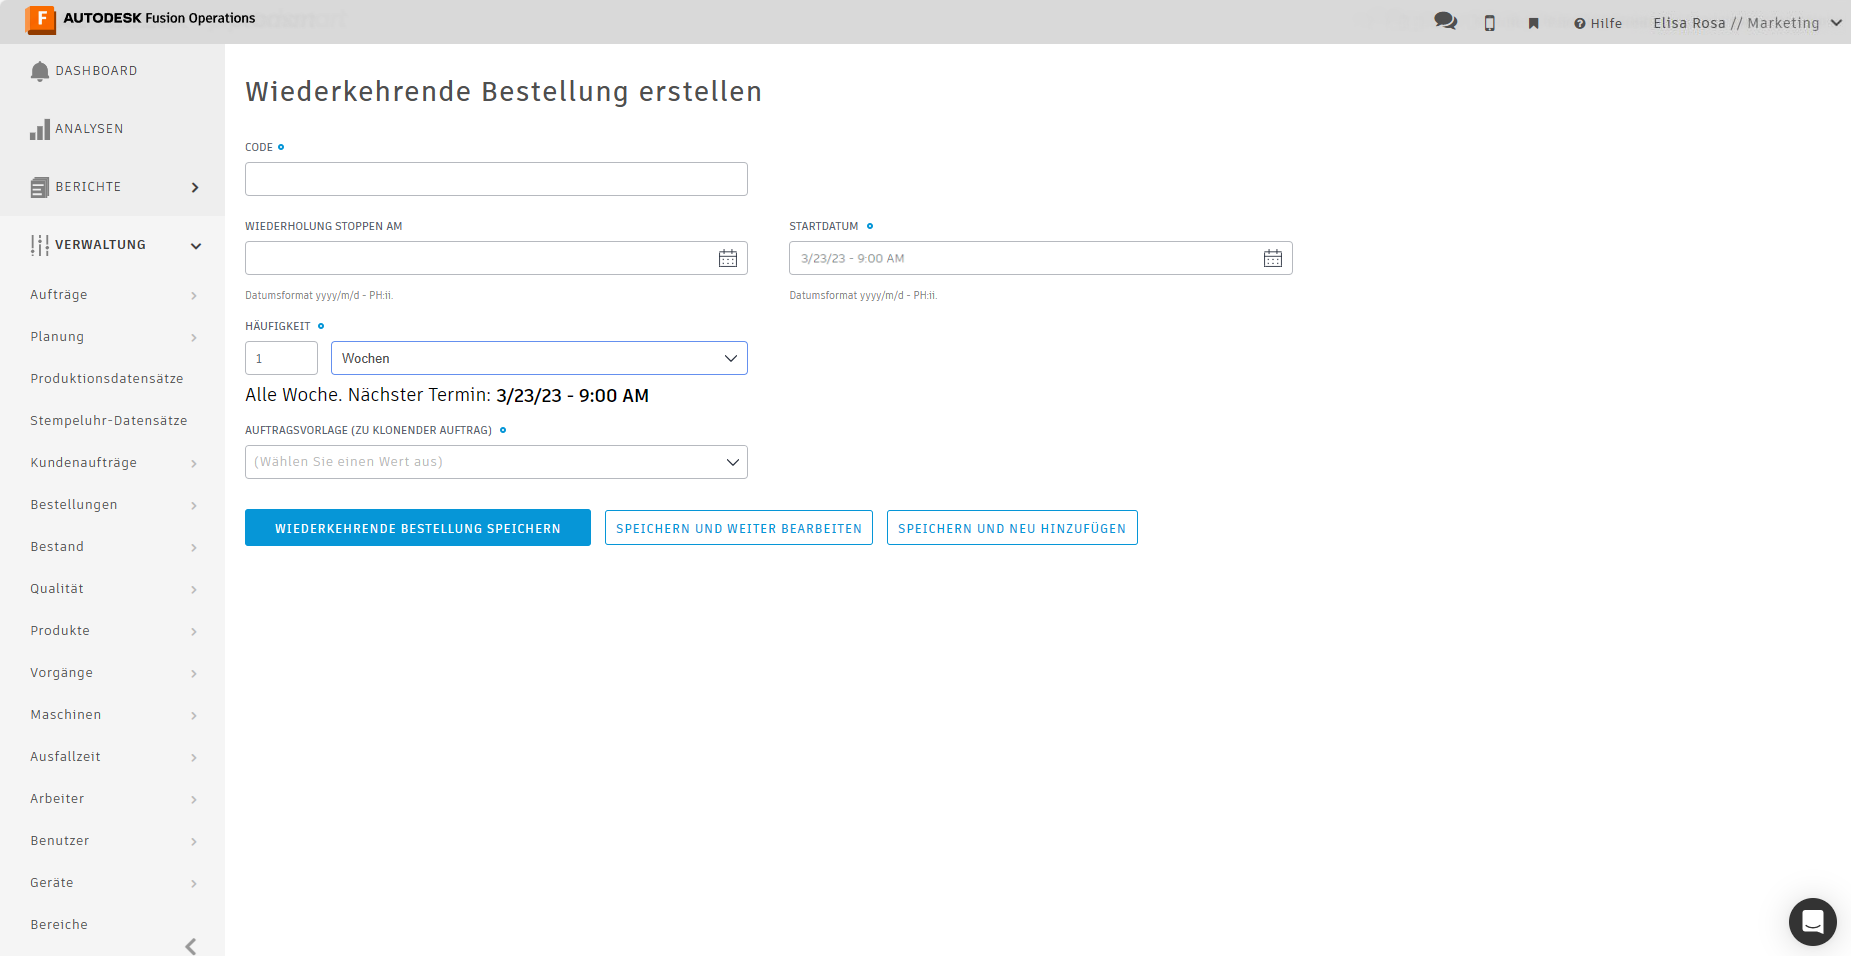 AUTODESK Fusion Operations
Hilfe
Elisa Rosa // Marketing
DASHBOARD
ANALYSEN
BERICHTE
VERWALTUNG
Aufträge
Planung
Produktionsdatensätze
Stempeluhr-Datensätze
Kundenaufträge
Bestellungen
Bestand
Qualität
Produkte
Vorgänge
Maschinen
Ausfallzeit
Arbeiter
Benutzer
Geräte
Bereiche
Wiederkehrende Bestellung erstellen
CODE
WIEDERHOLUNG STOPPEN AM
STARTDATUM
3/23/23 - 9:00 AM
Datumsformat yyyy/m/d - PH:ii.
Datumsformat yyyy/m/d - PH:ii.
HÄUFIGKEIT
1
Wochen
Alle Woche. Nächster Termin: 3/23/23 - 9:00 AM
AUFTRAGSVORLAGE (ZU KLONENDER AUFTRAG)
(Wählen Sie einen Wert aus)
WIEDERKEHRENDE BESTELLUNG SPEICHERN
SPEICHERN UND WEITER BEARBEITEN
SPEICHERN UND NEU HINZUFÜGEN